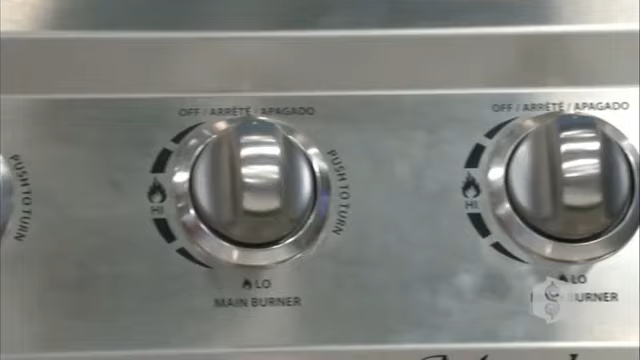 OFF / ARRÊTÉ / APAGADO
PUSH TO TURN
HI
LO
MAIN BURNER
OFF / ARRÊTÉ / APAGADO
HI
LO
BURNER
PUSH TO TURN